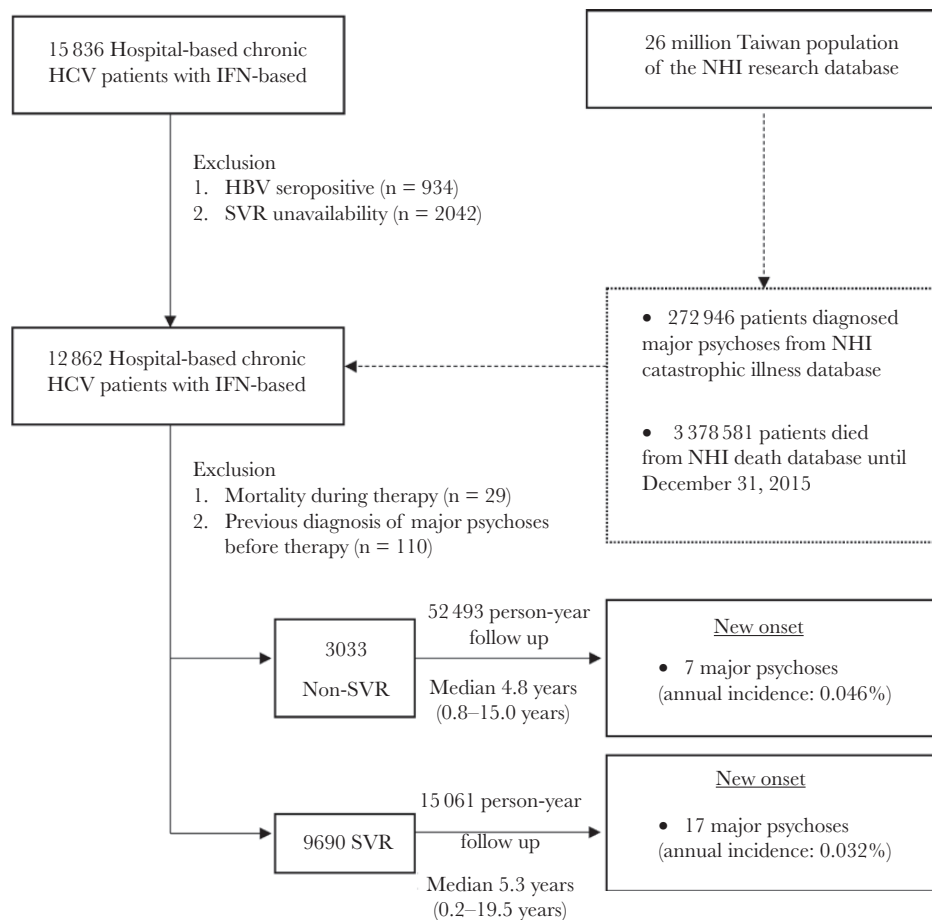 15 836 Hospital-based chronic
HCV patients with IFN-based
26 million Taiwan population
of the NHI research database
Exclusion
1. HBV seropositive (n = 934)
2. SVR unavailability (n = 2042)
12 862 Hospital-based chronic
HCV patients with IFN-based
• 272 946 patients diagnosed
major psychoses from NHI
catastrophic illness database
• 3 378 581 patients died
from NHI death database until
December 31, 2015
Exclusion
1. Mortality during therapy (n = 29)
2. Previous diagnosis of major psychoses
before therapy (n = 110)
3033
Non-SVR
52 493 person-year
follow up
Median 4.8 years
(0.8–15.0 years)
New onset
• 7 major psychoses
(annual incidence: 0.046%)
9690 SVR
15 061 person-year
follow up
Median 5.3 years
(0.2–19.5 years)
New onset
• 17 major psychoses
(annual incidence: 0.032%)